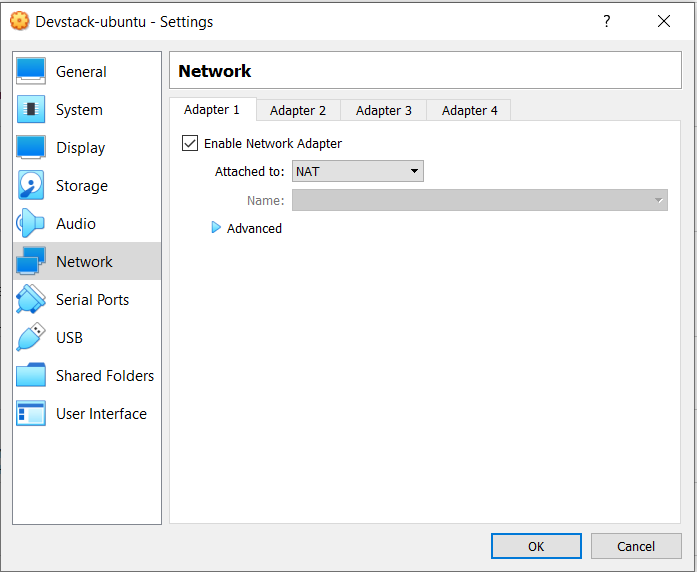 Devstack-ubuntu - Settings
?
General
System
Display
Storage
Audio
Network
Serial Ports
USB
Shared Folders
User Interface
Network
Adapter 1
Adapter 2
Adapter 3
Adapter 4
Enable Network Adapter
Attached to: NAT
Name:
Advanced
OK
Cancel